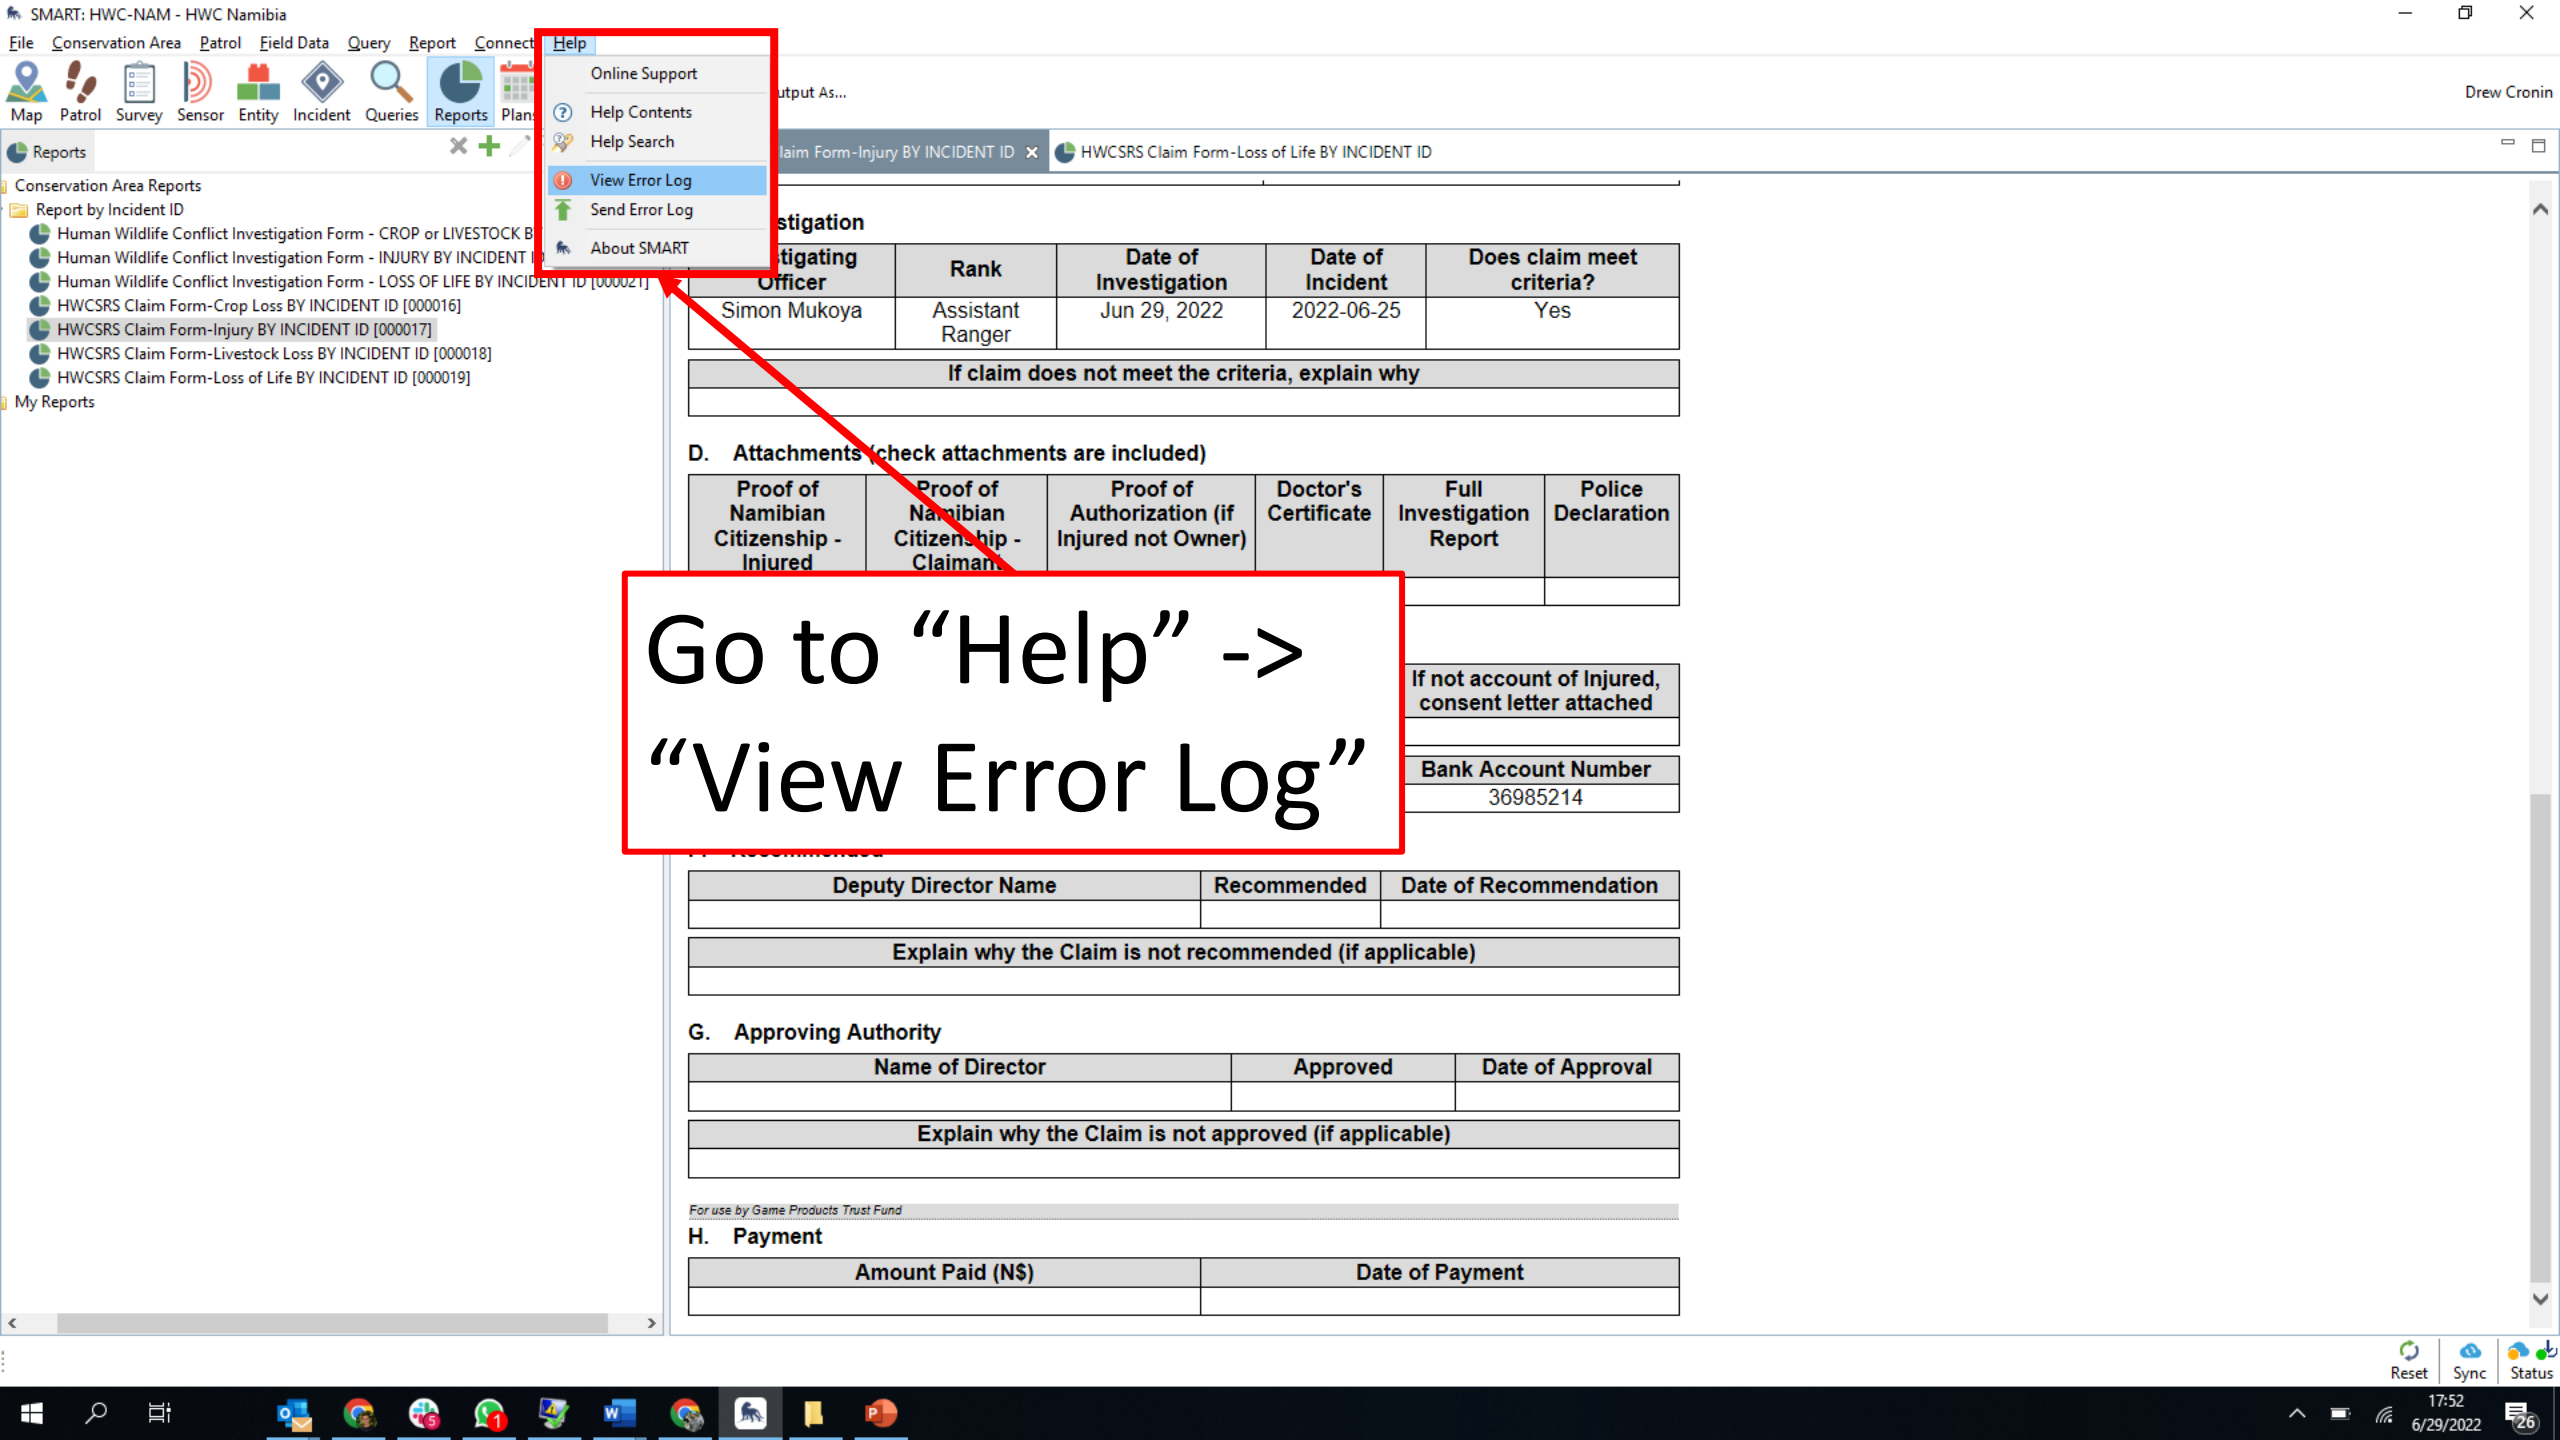 SMART: HWC-NAM - HWC Namibia
File Conservation Area Patrol Field Data Query Report Connect Help
Map Patrol Survey Sensor Entity Incident Queries Reports Plans
Online Support
Help Contents
Help Search
View Error Log
Send Error Log
About SMART
utput As...
Drew Cronin
Reports
Conservation Area Reports
Report by Incident ID
Human Wildlife Conflict Investigation Form - CROP or LIVESTOCK B
Human Wildlife Conflict Investigation Form - INJURY BY INCIDENT I
Human Wildlife Conflict Investigation Form - LOSS OF LIFE BY INCIDENT ID [000021]
HWCSRS Claim Form-Crop Loss BY INCIDENT ID [000016]
HWCSRS Claim Form-Injury BY INCIDENT ID [000017]
HWCSRS Claim Form-Livestock Loss BY INCIDENT ID [000018]
HWCSRS Claim Form-Loss of Life BY INCIDENT ID [000019]
My Reports
laim Form-Injury BY INCIDENT ID
HWCSRS Claim Form-Loss of Life BY INCIDENT ID
stigation
stigating Officer
Rank
Date of Investigation
Date of Incident
Does claim meet criteria?
Simon Mukoya
Assistant Ranger
Jun 29, 2022
2022-06-25
Yes
If claim does not meet the criteria, explain why
D. Attachments (check attachments are included)
Proof of Namibian Citizenship - Injured
Proof of Namibian Citizenship - Claimant
Proof of Authorization (if Injured not Owner)
Doctor's Certificate
Full Investigation Report
Police Declaration
Go to “Help” ->
“View Error Log”
If not account of Injured,
consent letter attached
Bank Account Number
36985214
Deputy Director Name
Recommended
Date of Recommendation
Explain why the Claim is not recommended (if applicable)
G. Approving Authority
Name of Director
Approved
Date of Approval
Explain why the Claim is not approved (if applicable)
For use by Game Products Trust Fund
H. Payment
Amount Paid (N$)
Date of Payment
Reset Sync Status
17:52
6/29/2022
26